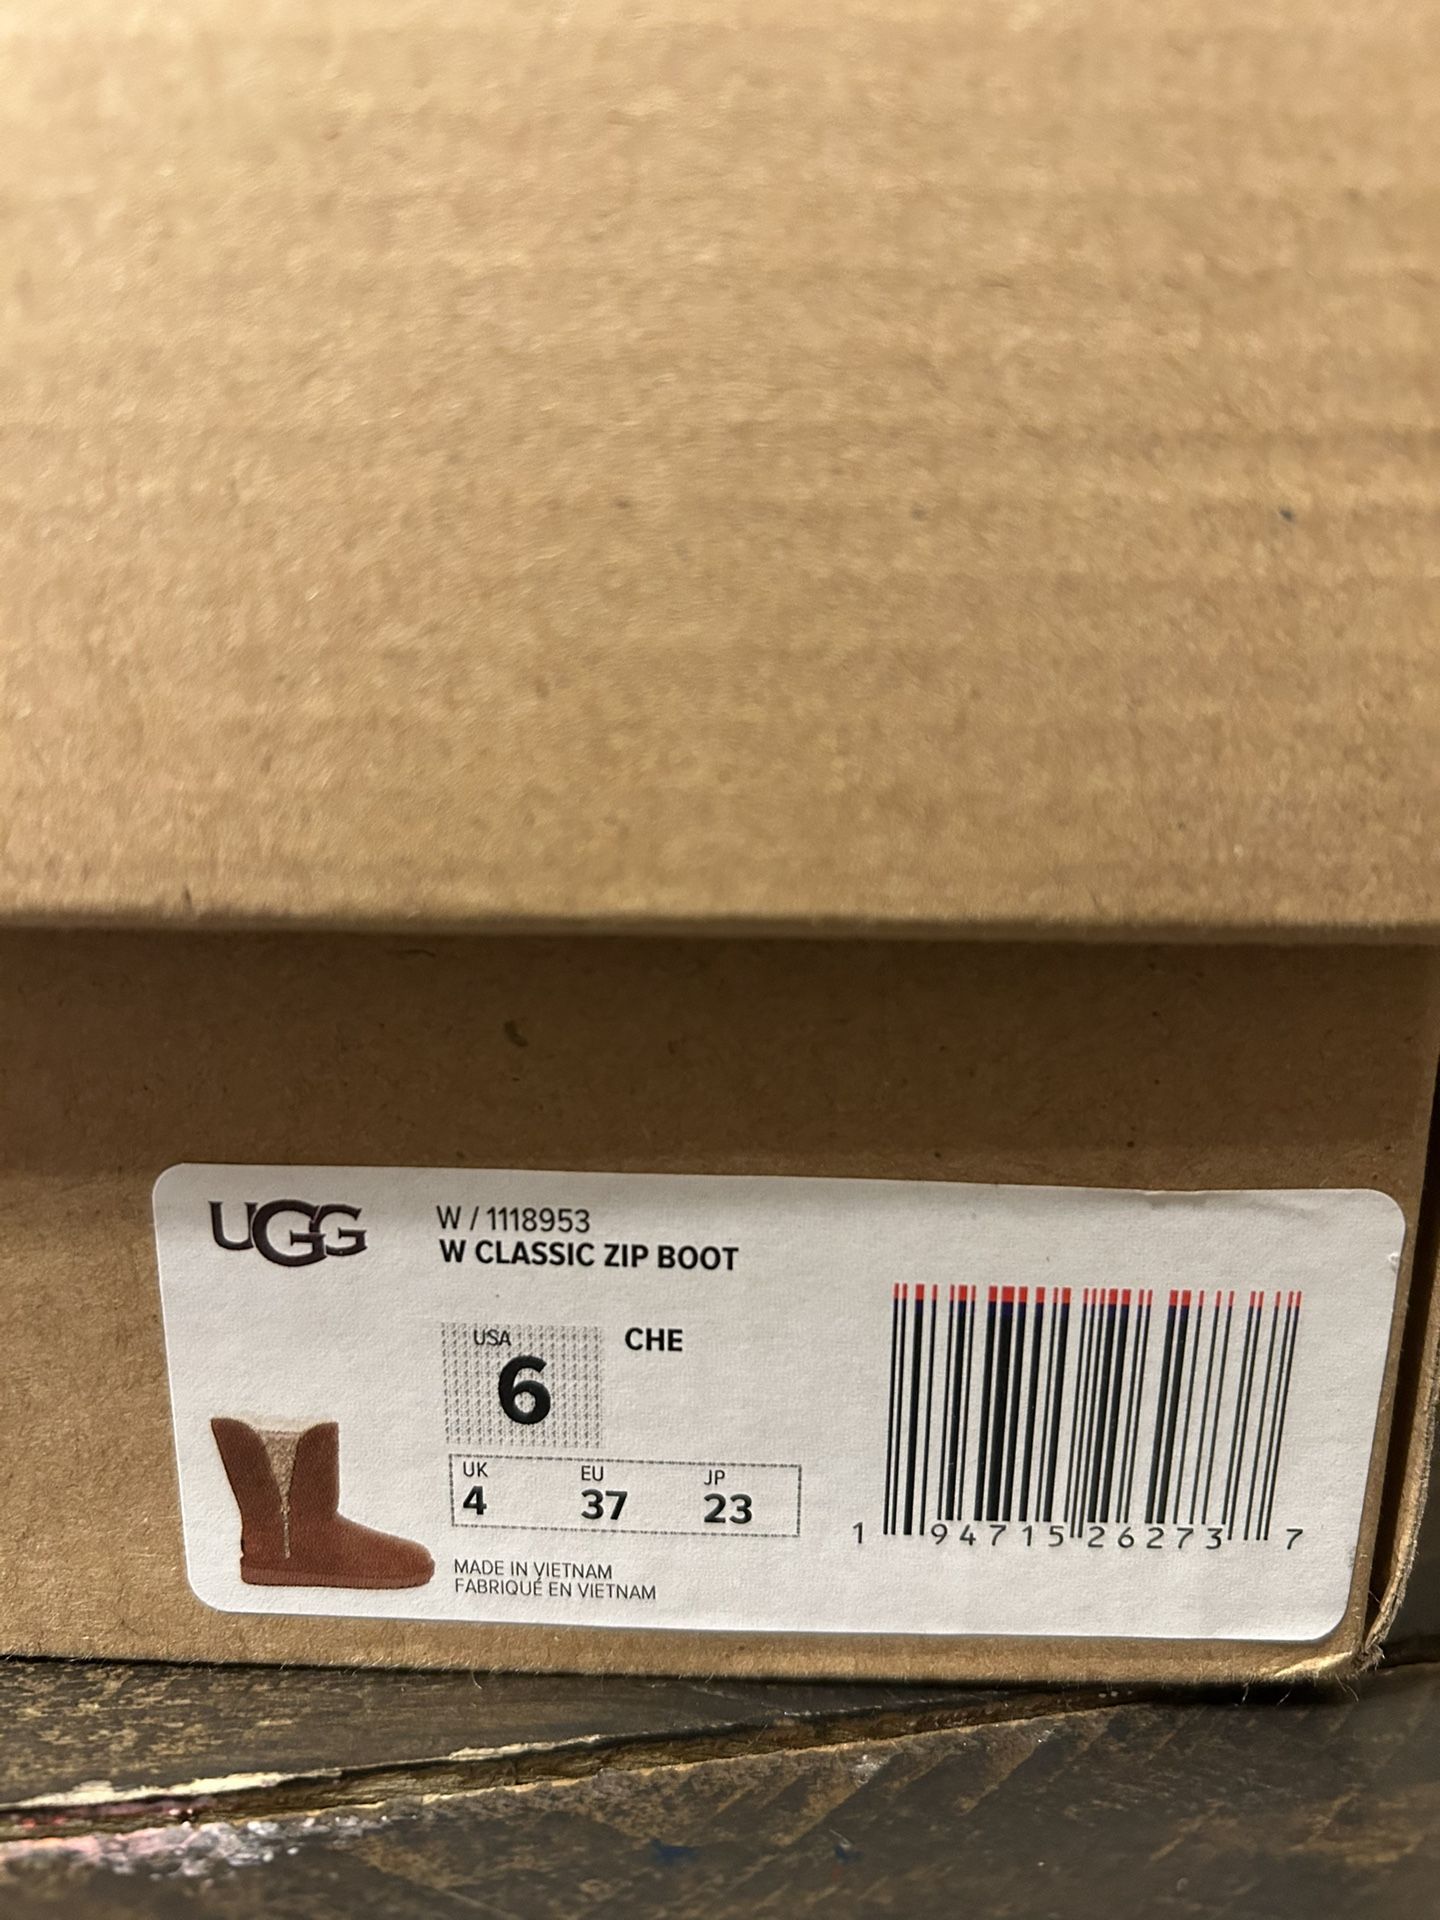 UGG
W / 1118953
W CLASSIC ZIP BOOT
USA
6
CHE
UK EU JP
4 37 23
MADE IN VIETNAM
FABRIQUÉ EN VIETNAM
1 94715 26273 7